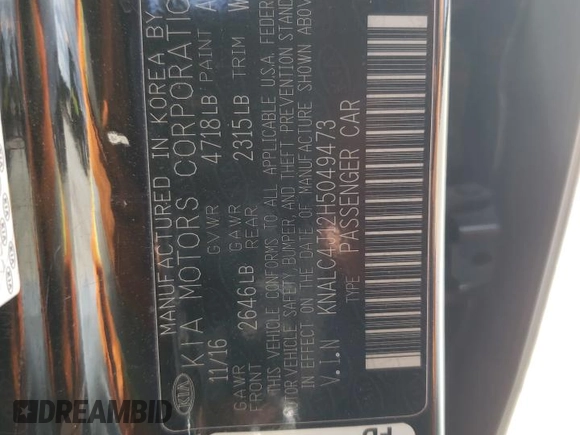 MANUFACTURED IN KOREA BY
KIA MOTORS CORPORATION
11/16 GVWR 4718LB PAINT
GAWR FRONT 2646LB GAWR REAR 2315LB TRIM
THIS VEHICLE CONFORMS TO ALL APPLICABLE U.S.A. FEDER
MOTOR VEHICLE SAFETY, BUMPER, AND THEFT PREVENTION STAND
IN EFFECT ON THE DATE OF MANUFACTURE SHOWN ABOV
V.I.N KNALC4J12H5049473
TYPE PASSENGER CAR
KIA
DREAMBID